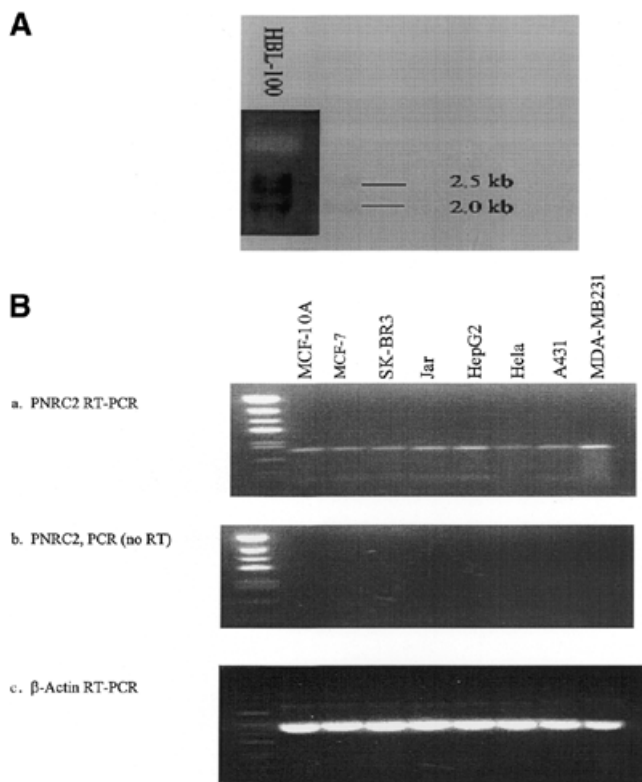 A
HBL-100
2.5 kb
2.0 kb
B
MCF-10A
MCF-7
SK-BR3
Jar
HepG2
Hela
A431
MDA-MB231
a. PNRC2 RT-PCR
b. PNRC2, PCR (no RT)
c. β-Actin RT-PCR